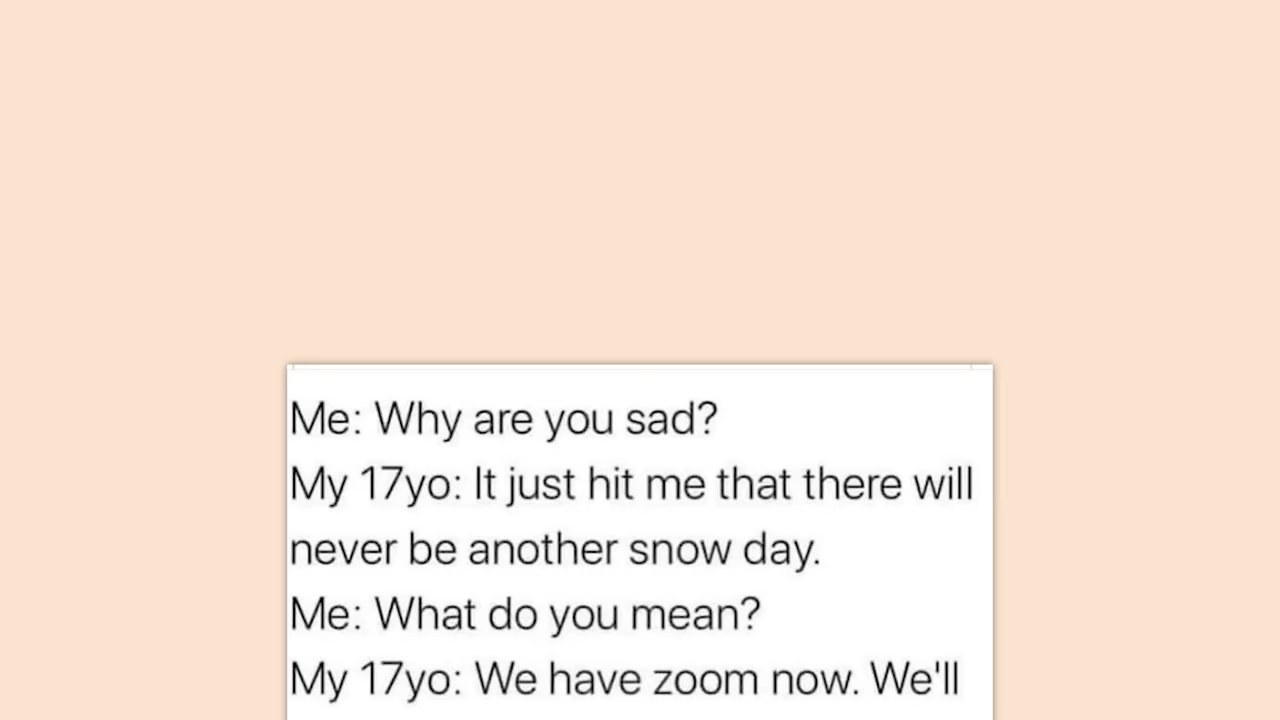 Me: Why are you sad?
My 17yo: It just hit me that there will
never be another snow day.
Me: What do you mean?
My 17yo: We have zoom now. We'll